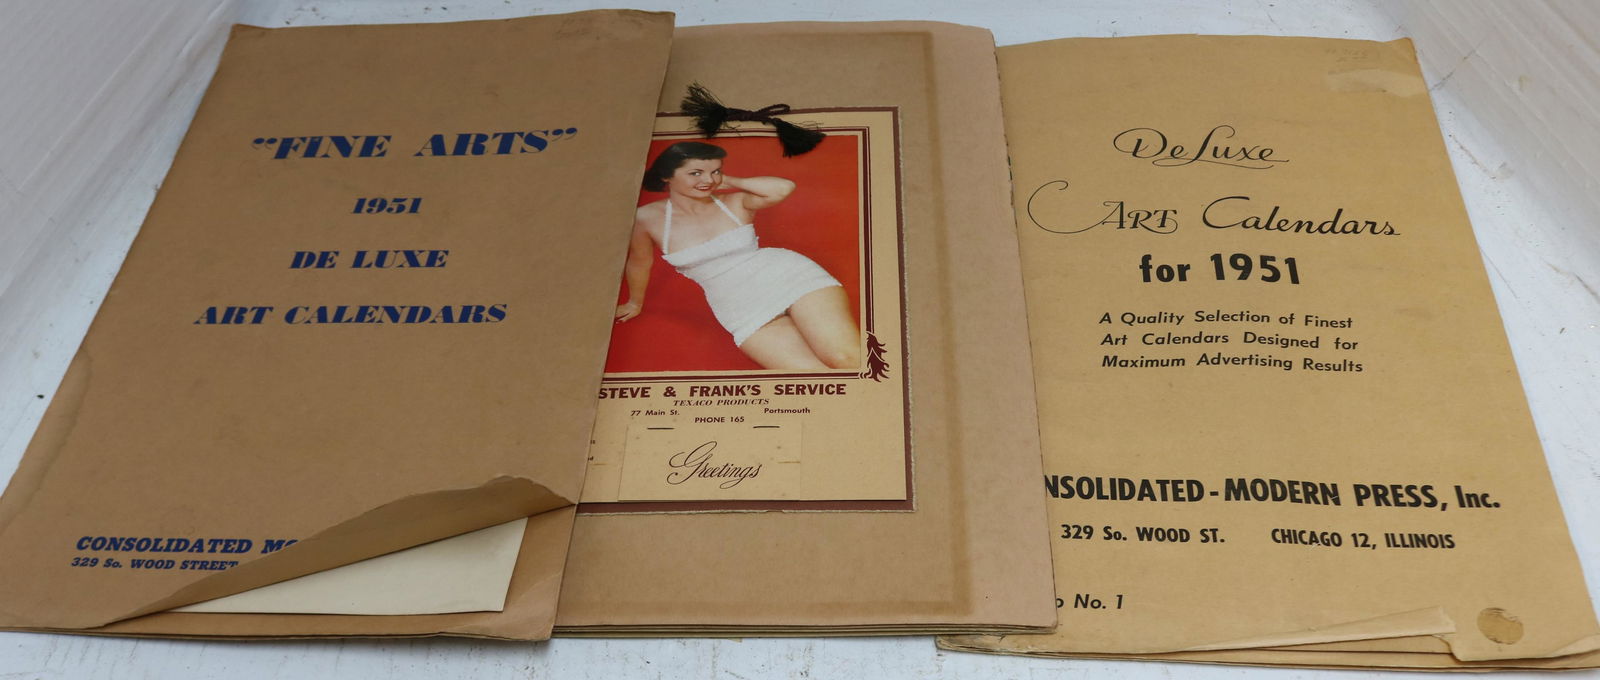 "FINE ARTS"
1951
DE LUXE
ART CALENDARS
CONSOLIDATED
329 So. WOOD STREET
STEVE & FRANK'S SERVICE
TEXACO PRODUCTS
77 Main St. Portsmouth
PHONE 165
Greetings
De Luxe
ART Calendars
for 1951
A Quality Selection of Finest
Art Calendars Designed for
Maximum Advertising Results
NSOLIDATED-MODERN PRESS, Inc.
329 So. WOOD ST. CHICAGO 12, ILLINOIS
No. 1